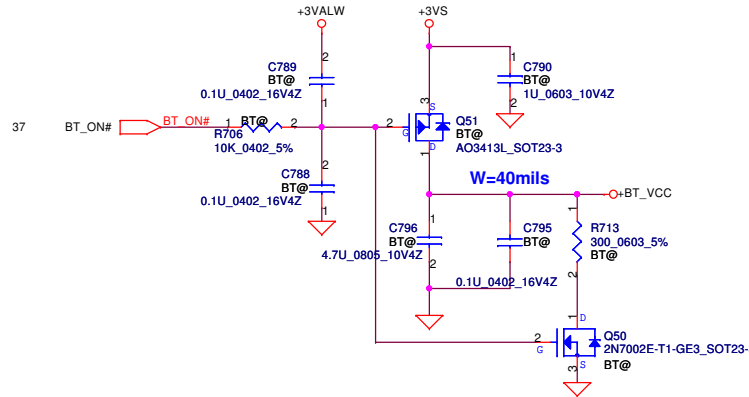 +3VALW
+3VS
2
C789
BT@
0.1U_0402_16V4Z
1
1
C790
BT@
1U_0603_10V4Z
2
3
S
Q51
BT@
AO3413L_SOT23-3
2
G
D
1
37
BT_ON#
BT_ON#
1
BT@
2
R706
10K_0402_5%
2
C788
BT@
0.1U_0402_16V4Z
1
W=40mils
+BT_VCC
1
C796
BT@
4.7U_0805_10V4Z
2
C795
BT@
0.1U_0402_16V4Z
1
R713
300_0603_5%
BT@
2
1
D
2
G
Q50
2N7002E-T1-GE3_SOT23-
BT@
3
S